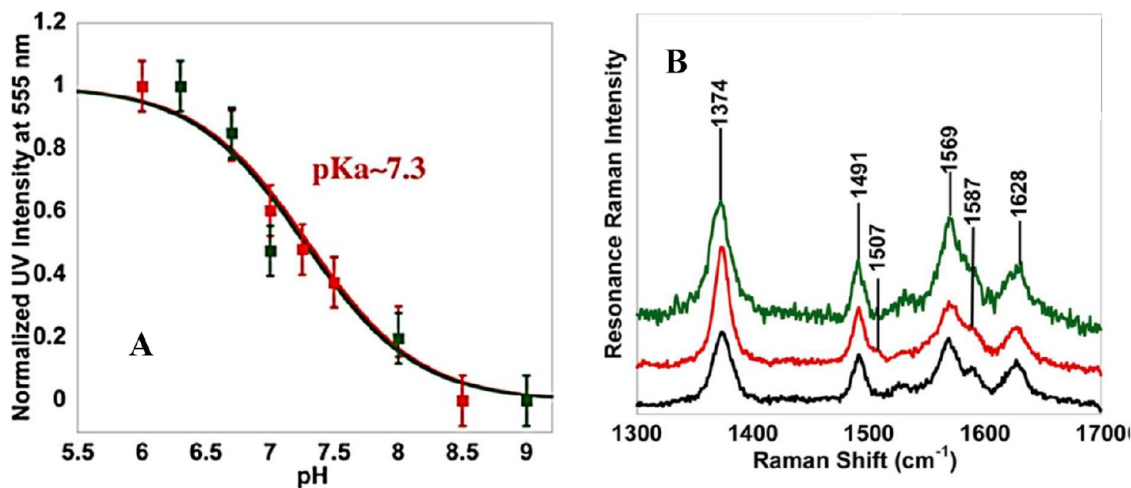 A
Normalized UV Intensity at 555 nm
1.2
1
0.8
0.6
0.4
0.2
0
pKa~7.3
5.5 6 6.5 7 7.5 8 8.5 9
pH
B
Resonance Raman Intensity
1374
1491
1507
1569
1587
1628
1300 1400 1500 1600 17000
Raman Shift (cm⁻¹)